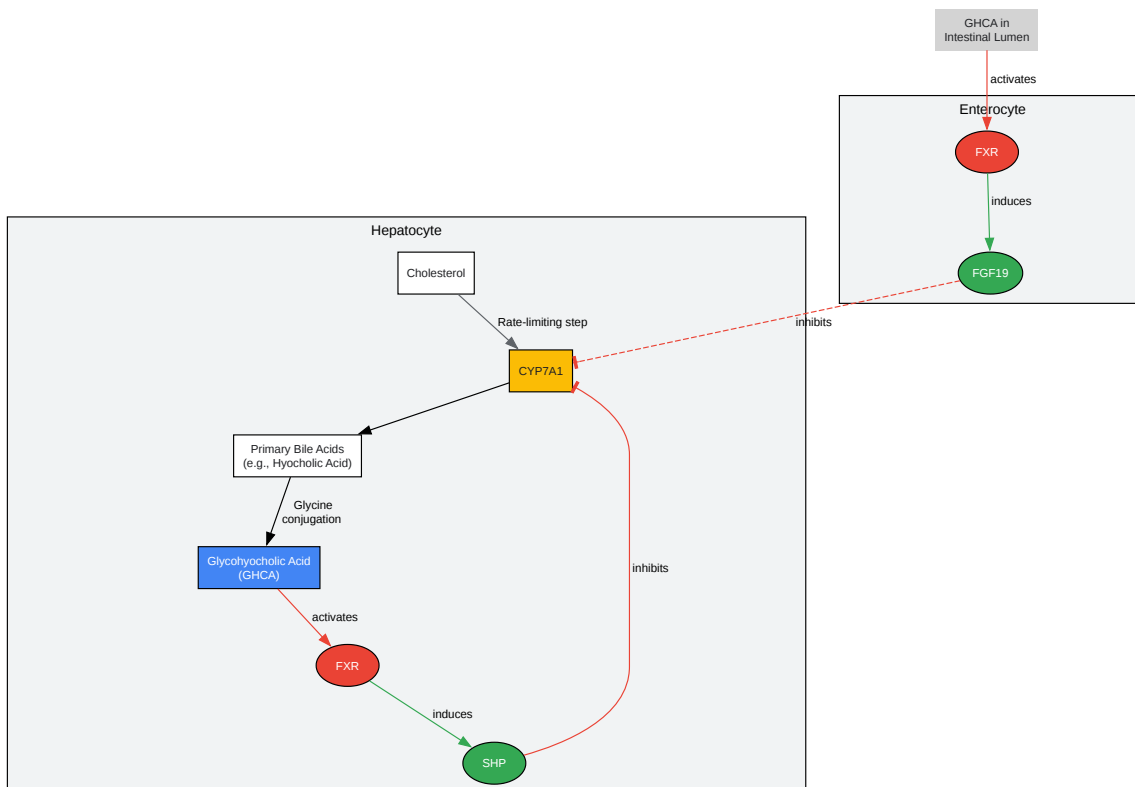 GHCA in
Intestinal Lumen
activates
Enterocyte
FXR
induces
FGF19
inhibits
Hepatocyte
Cholesterol
Rate-limiting step
CYP7A1
Primary Bile Acids
(e.g., Hyocholic Acid)
Glycine
conjugation
Glycohyocholic Acid
(GHCA)
activates
FXR
induces
SHP
inhibits